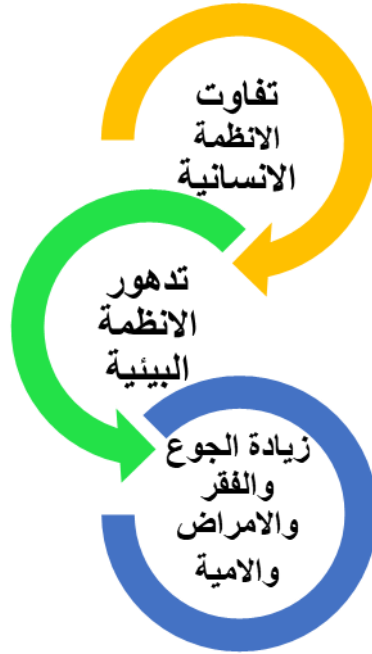 تفاوت
الانظمة
الانسانية
تدهور
الانظمة
البيئية
زيادة الجوع
والفقر
والامراض
والامية